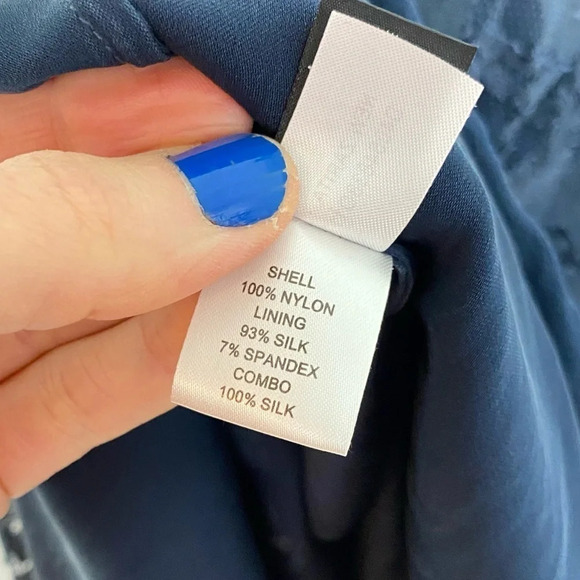 SHELL
100% NYLON
LINING
93% SILK
7% SPANDEX
COMBO
100% SILK